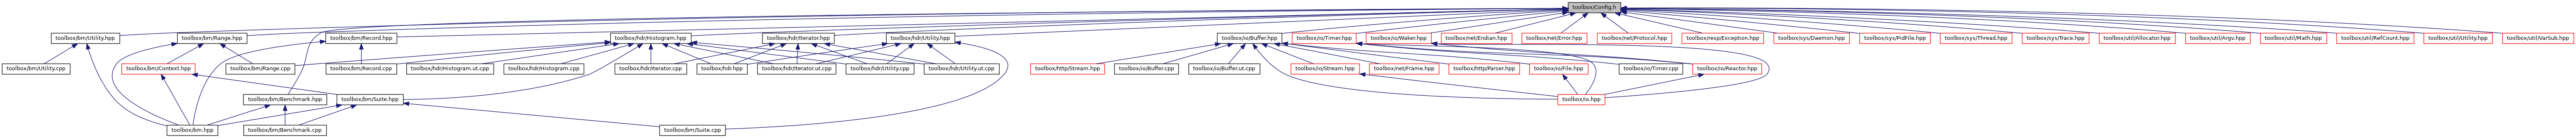 toolbox/Config.h
toolbox/bm/Utility.hpp
toolbox/bm/Range.hpp
toolbox/bm/Record.hpp
toolbox/hdr/Histogram.hpp
toolbox/hdr/Iterator.hpp
toolbox/hdr/Utility.hpp
toolbox/io/Buffer.hpp
toolbox/io/Timer.hpp
toolbox/io/Waker.hpp
toolbox/net/Endian.hpp
toolbox/net/Error.hpp
toolbox/net/Protocol.hpp
toolbox/resp/Exception.hpp
toolbox/sys/Daemon.hpp
toolbox/sys/PidFile.hpp
toolbox/sys/Thread.hpp
toolbox/sys/Trace.hpp
toolbox/util/Allocator.hpp
toolbox/util/Argv.hpp
toolbox/util/Math.hpp
toolbox/util/RefCount.hpp
toolbox/util/Utility.hpp
toolbox/util/VarSub.hpp
toolbox/bm/Utility.cpp
toolbox/bm/Context.hpp
toolbox/bm/Range.cpp
toolbox/bm/Record.cpp
toolbox/hdr/Histogram.ut.cpp
toolbox/hdr/Histogram.cpp
toolbox/hdr/Iterator.cpp
toolbox/hdr.hpp
toolbox/hdr/Iterator.ut.cpp
toolbox/hdr/Utility.cpp
toolbox/hdr/Utility.ut.cpp
toolbox/http/Stream.hpp
toolbox/io/Buffer.cpp
toolbox/io/Buffer.ut.cpp
toolbox/io/Stream.hpp
toolbox/net/Frame.hpp
toolbox/http/Parser.hpp
toolbox/io/File.hpp
toolbox/io/Timer.cpp
toolbox/io/Reactor.hpp
toolbox/bm/Benchmark.hpp
toolbox/bm/Suite.hpp
toolbox/io.hpp
toolbox/bm.hpp
toolbox/bm/Benchmark.cpp
toolbox/bm/Suite.cpp